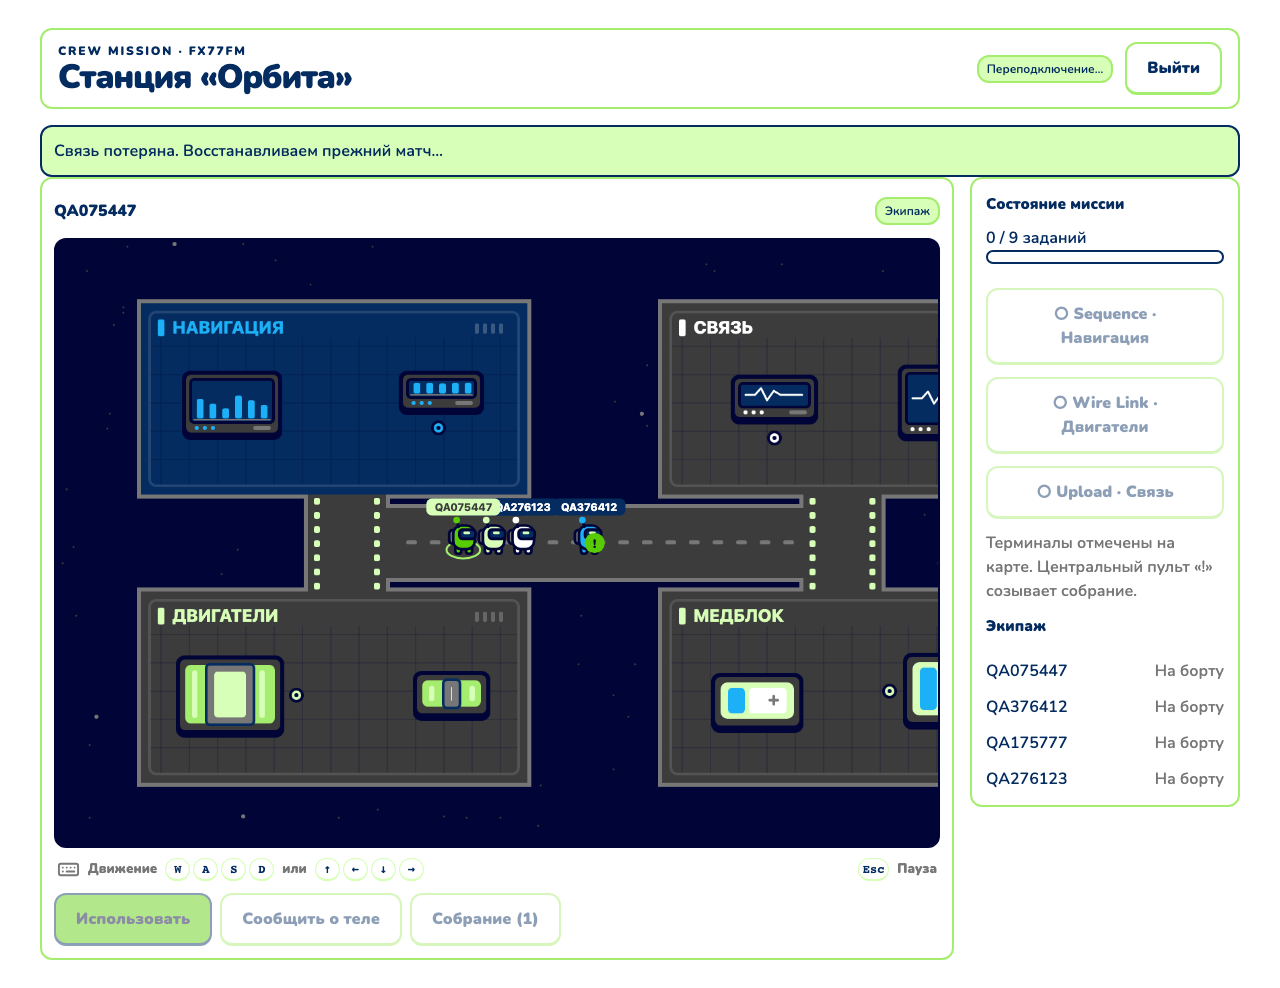 CREW MISSION · FX77FM
Станция «Орбита»
Переподключение...
Выйти
Связь потеряна. Восстанавливаем прежний матч...
QA075447
Экипаж
НАВИГАЦИЯ
СВЯЗЬ
QA075447
QA276123
QA376412
!
ДВИГАТЕЛИ
МЕДБЛОК
Движение W A S D или ↑ ← ↓ →
Esc Пауза
Использовать
Сообщить о теле
Собрание (1)
Состояние миссии
0 / 9 заданий
Sequence ·
Навигация
Wire Link ·
Двигатели
Upload · Связь
Терминалы отмечены на
карте. Центральный пульт «!»
созывает собрание.
Экипаж
QA075447 На борту
QA376412 На борту
QA175777 На борту
QA276123 На борту